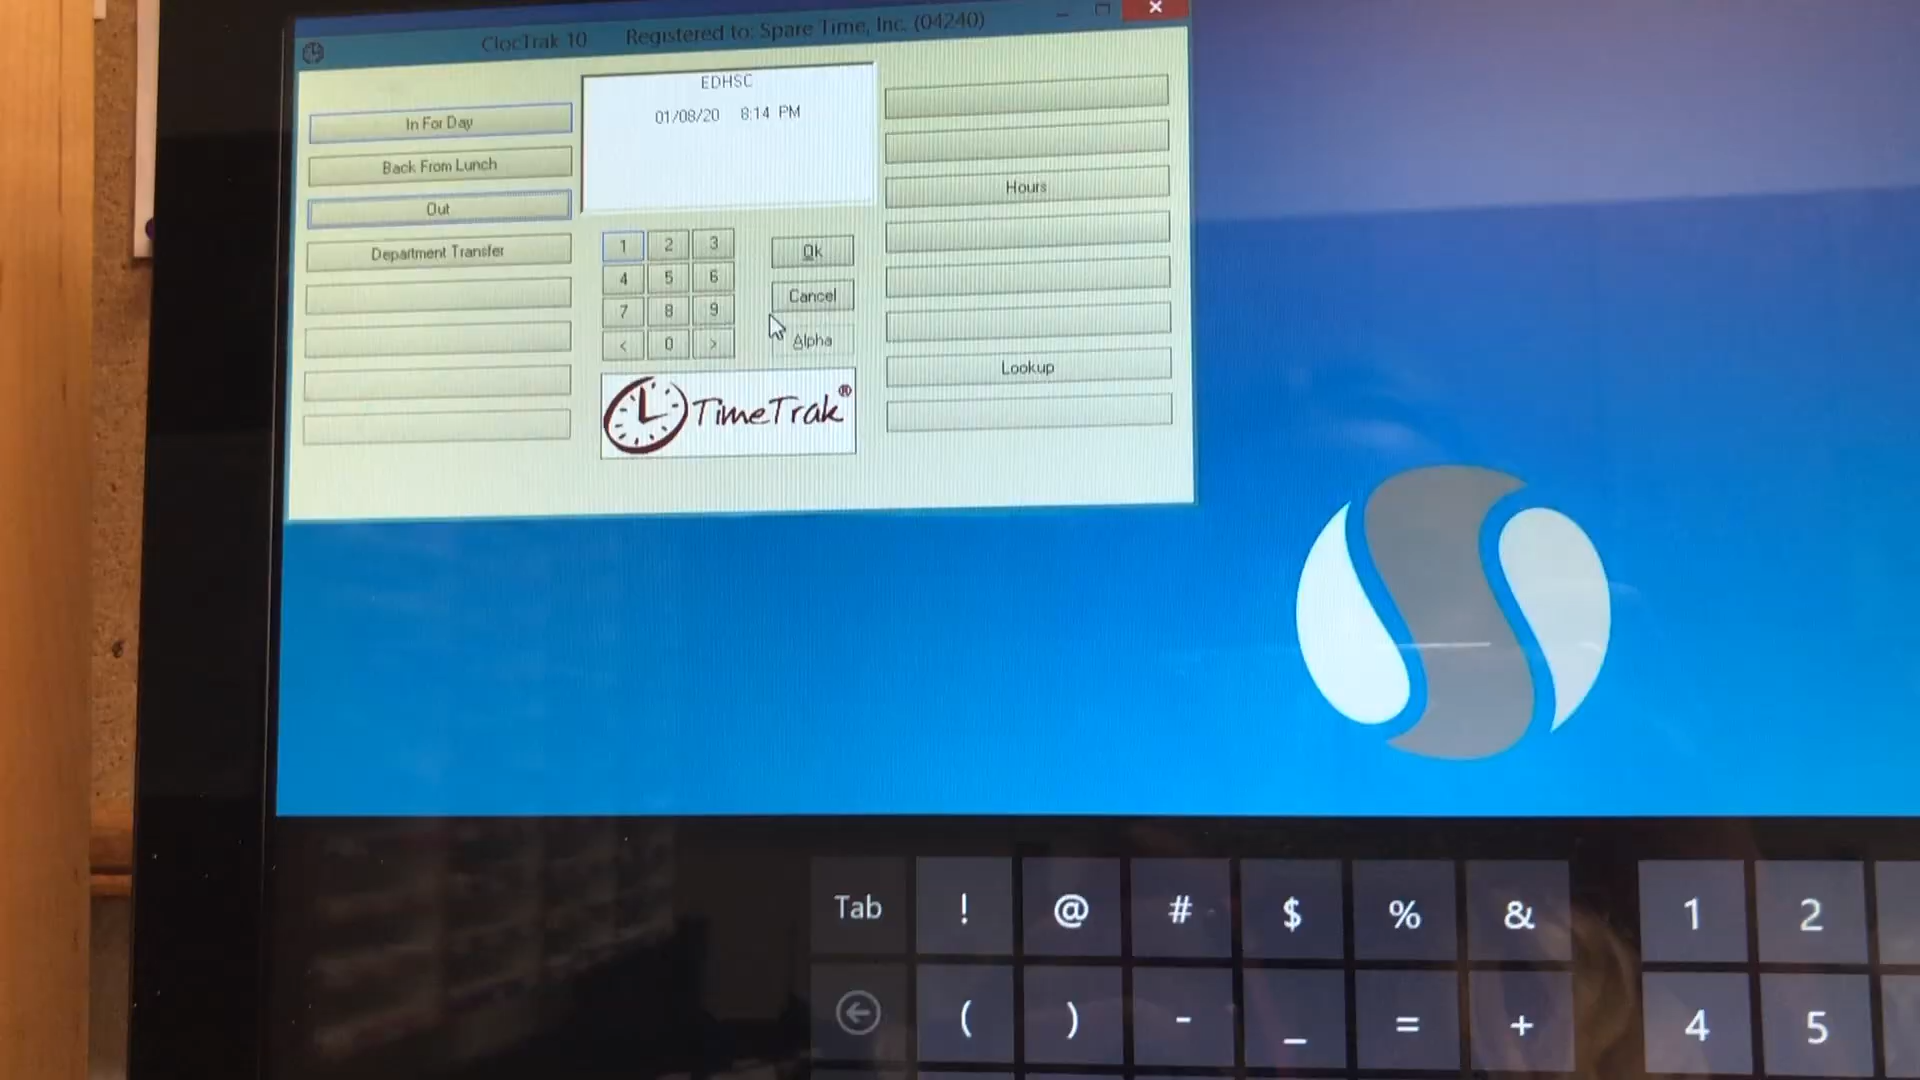 ClocTrak 10 Registered to: Spare Time, Inc. (04240)
EDHSC
01/08/20 8:14 PM
In For Day
Back From Lunch
Out
Department Transfer
1 2 3
4 5 6
7 8 9
< 0 >
Ok
Cancel
Alpha
TimeTrak®
Hours
Lookup
Tab ! @ # $ % & 1 2
( ) - _ = + 4 5